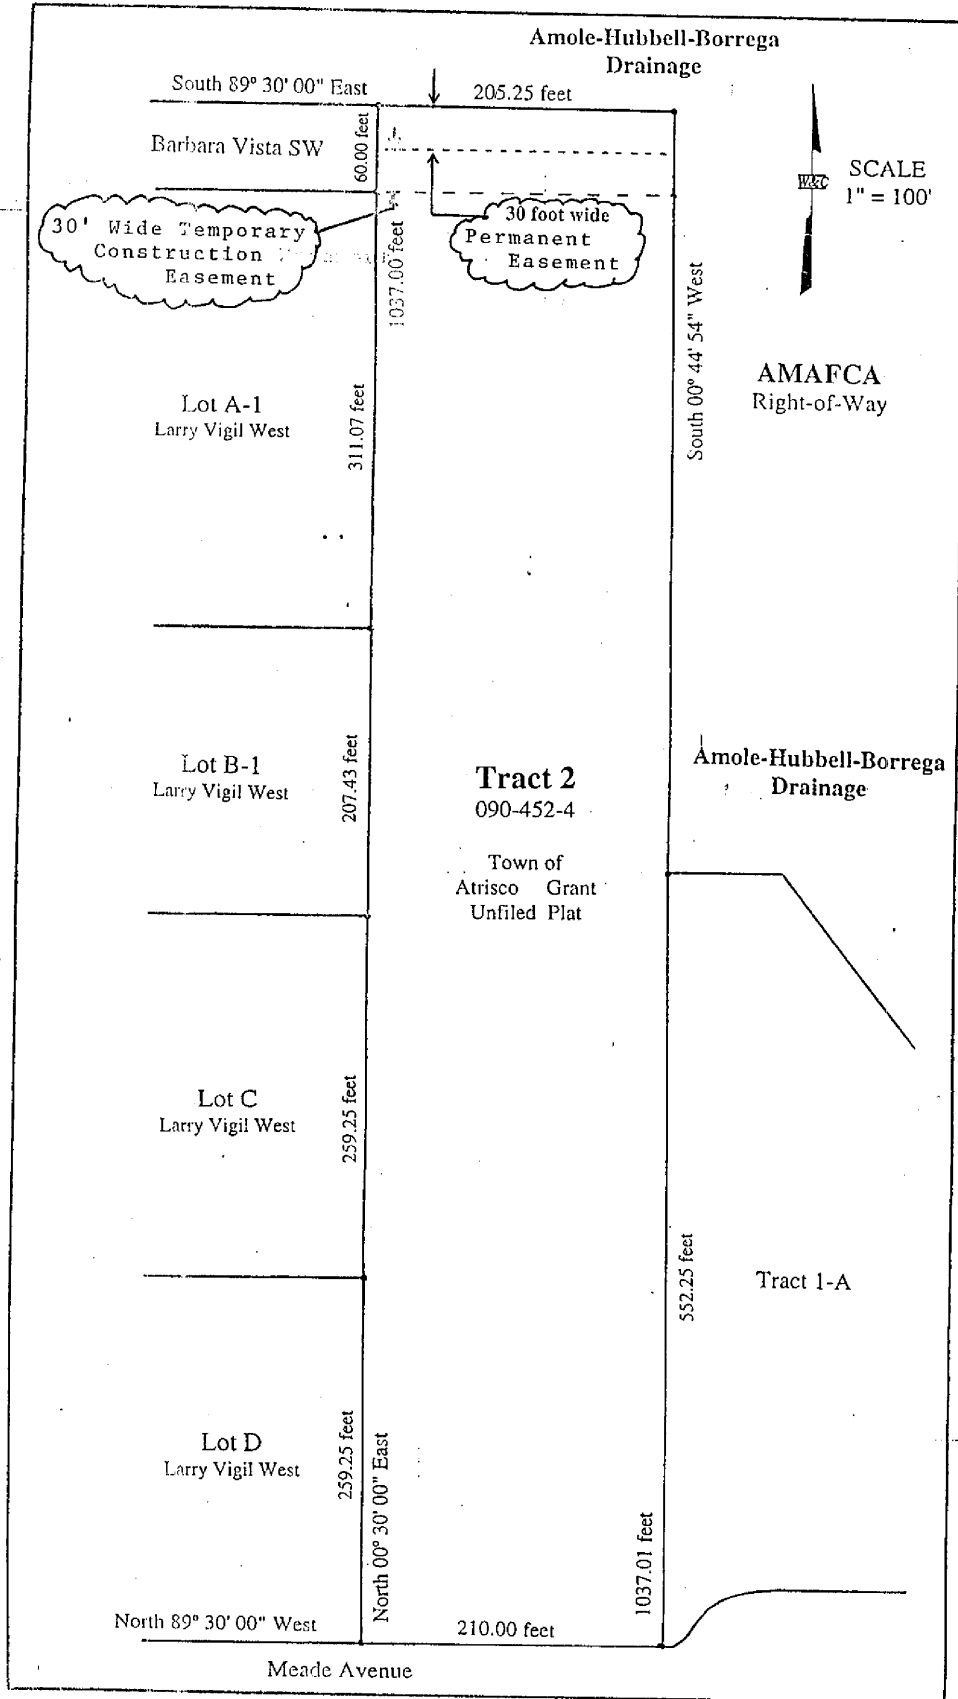 Amole-Hubbell-Borrega
Drainage
South 89° 30' 00" East
205.25 feet
Barbara Vista SW
60.00 feet
W&C
SCALE
1" = 100'
30' Wide Temporary
Construction
Easement
30 foot wide
Permanent
Easement
1037.00 feet
South 00° 44' 54" West
AMAFCA
Right-of-Way
Lot A-1
Larry Vigil West
311.07 feet
Lot B-1
Larry Vigil West
207.43 feet
Tract 2
090-452-4
Town of
Atrisco Grant
Unfiled Plat
Amole-Hubbell-Borrega
Drainage
Lot C
Larry Vigil West
259.25 feet
552.25 feet
Tract 1-A
Lot D
Larry Vigil West
259.25 feet
North 00° 30' 00" East
1037.01 feet
North 89° 30' 00" West
210.00 feet
Meade Avenue